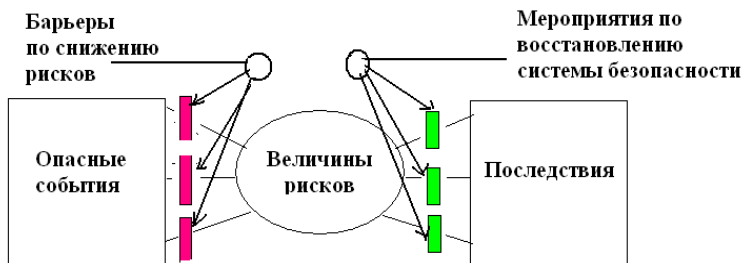 Барьеры
по снижению
рисков
Мероприятия по
восстановлению
системы безопасности
Опасные
события
Величины
рисков
Последствия